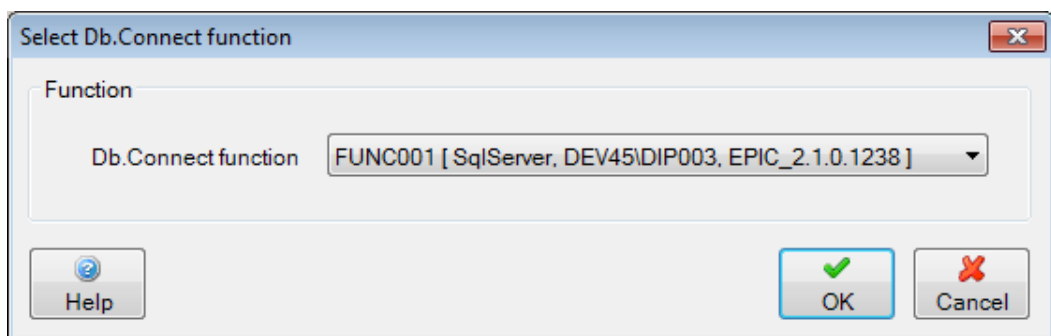 Select Db.Connect function
Function
Db.Connect function FUNC001 [ SqlServer, DEV45\DIP003, EPIC_2.1.0.1238 ]
Help OK Cancel